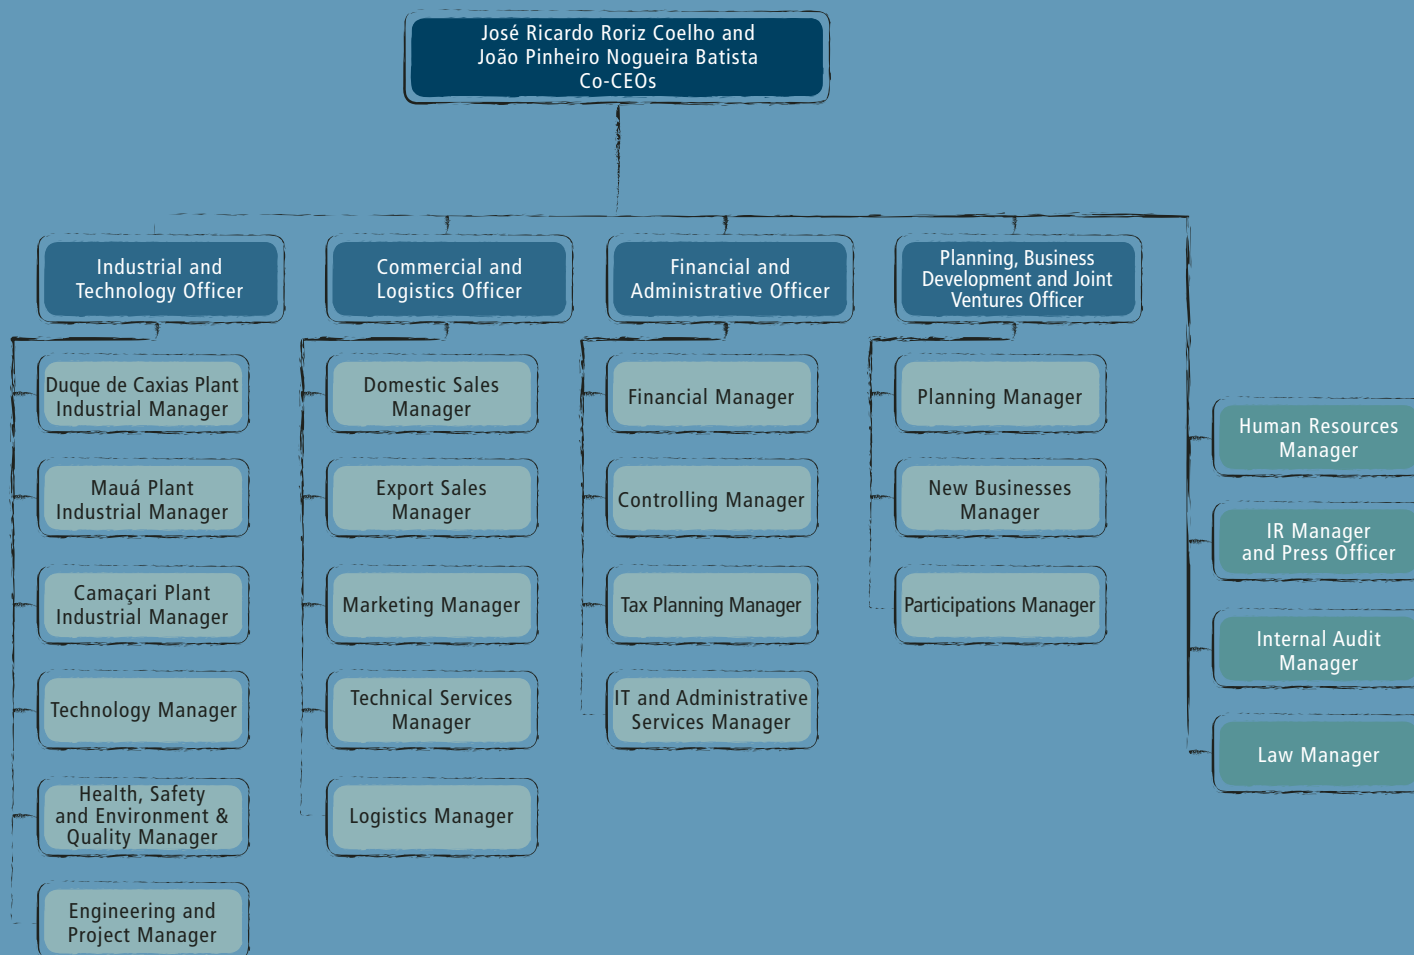 José Ricardo Roriz Coelho and
João Pinheiro Nogueira Batista
Co-CEOs
Industrial and
Technology Officer
Duque de Caxias Plant
Industrial Manager
Mauá Plant
Industrial Manager
Camaçari Plant
Industrial Manager
Technology Manager
Health, Safety
and Environment &
Quality Manager
Engineering and
Project Manager
Commercial and
Logistics Officer
Domestic Sales
Manager
Export Sales
Manager
Marketing Manager
Technical Services
Manager
Logistics Manager
Financial and
Administrative Officer
Financial Manager
Controlling Manager
Tax Planning Manager
IT and Administrative
Services Manager
Planning, Business
Development and Joint
Ventures Officer
Planning Manager
New Businesses
Manager
Participations Manager
Human Resources
Manager
IR Manager
and Press Officer
Internal Audit
Manager
Law Manager